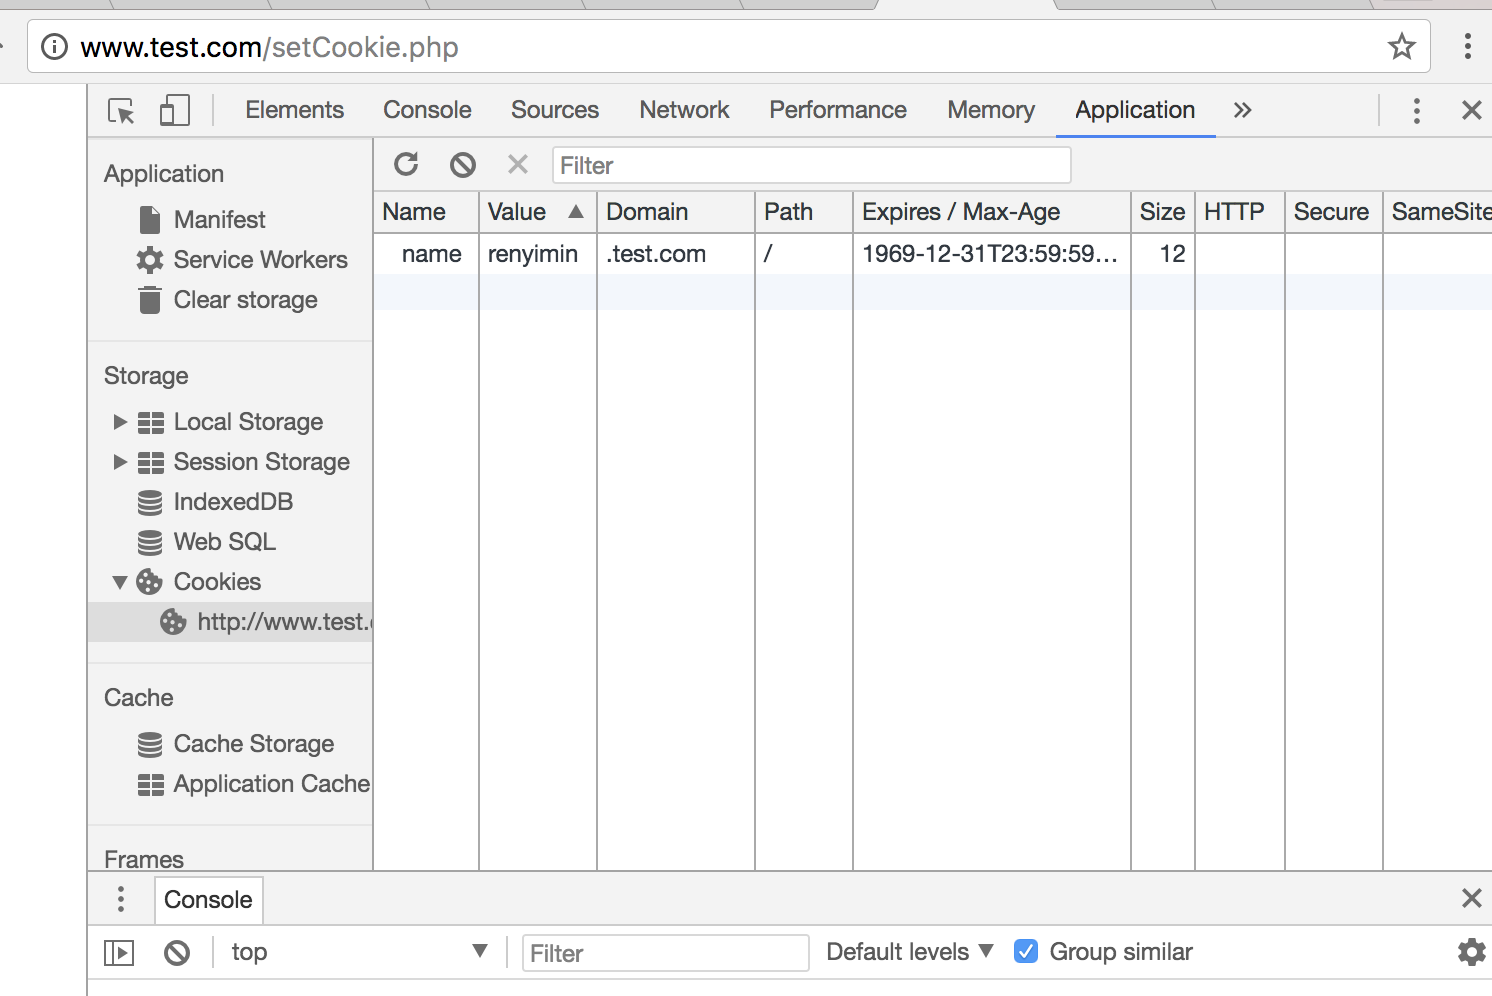 www.test.com/setCookie.php
Elements Console Sources Network Performance Memory Application »
Application
Manifest
Service Workers
Clear storage
Storage
Local Storage
Session Storage
IndexedDB
Web SQL
Cookies
http://www.test.
Cache
Cache Storage
Application Cache
Frames
Filter
Name Value ▲ Domain Path Expires / Max-Age Size HTTP Secure SameSite
name renyimin .test.com / 1969-12-31T23:59:59... 12
Console
top ▼ Filter Default levels ▼ Group similar